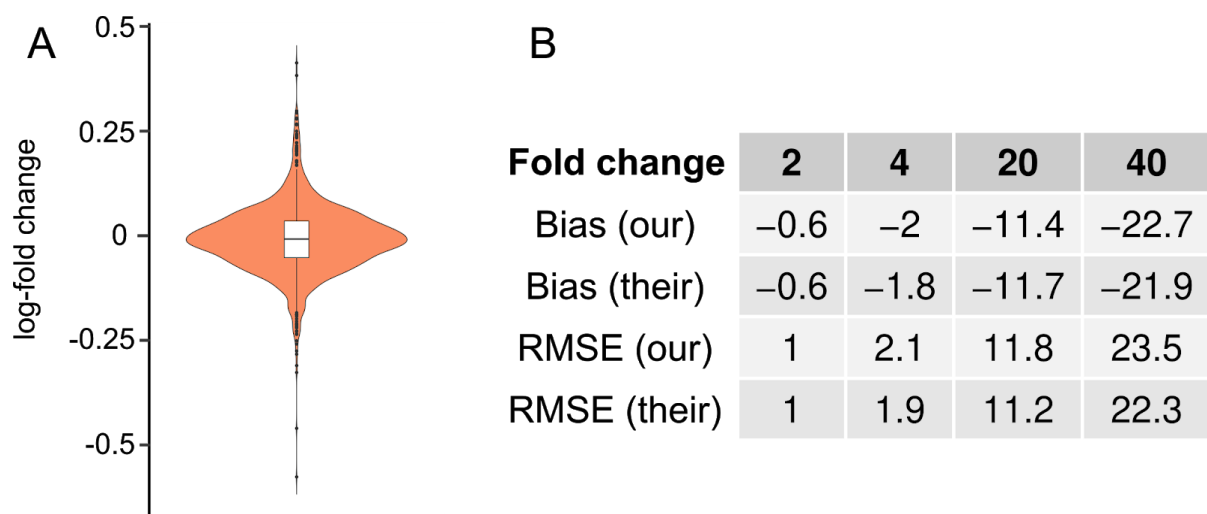 A
0.5
0.25
0
-0.25
-0.5
log-fold change
B
Fold change 2 4 20 40
Bias (our) −0.6 −2 −11.4 −22.7
Bias (their) −0.6 −1.8 −11.7 −21.9
RMSE (our) 1 2.1 11.8 23.5
RMSE (their) 1 1.9 11.2 22.3